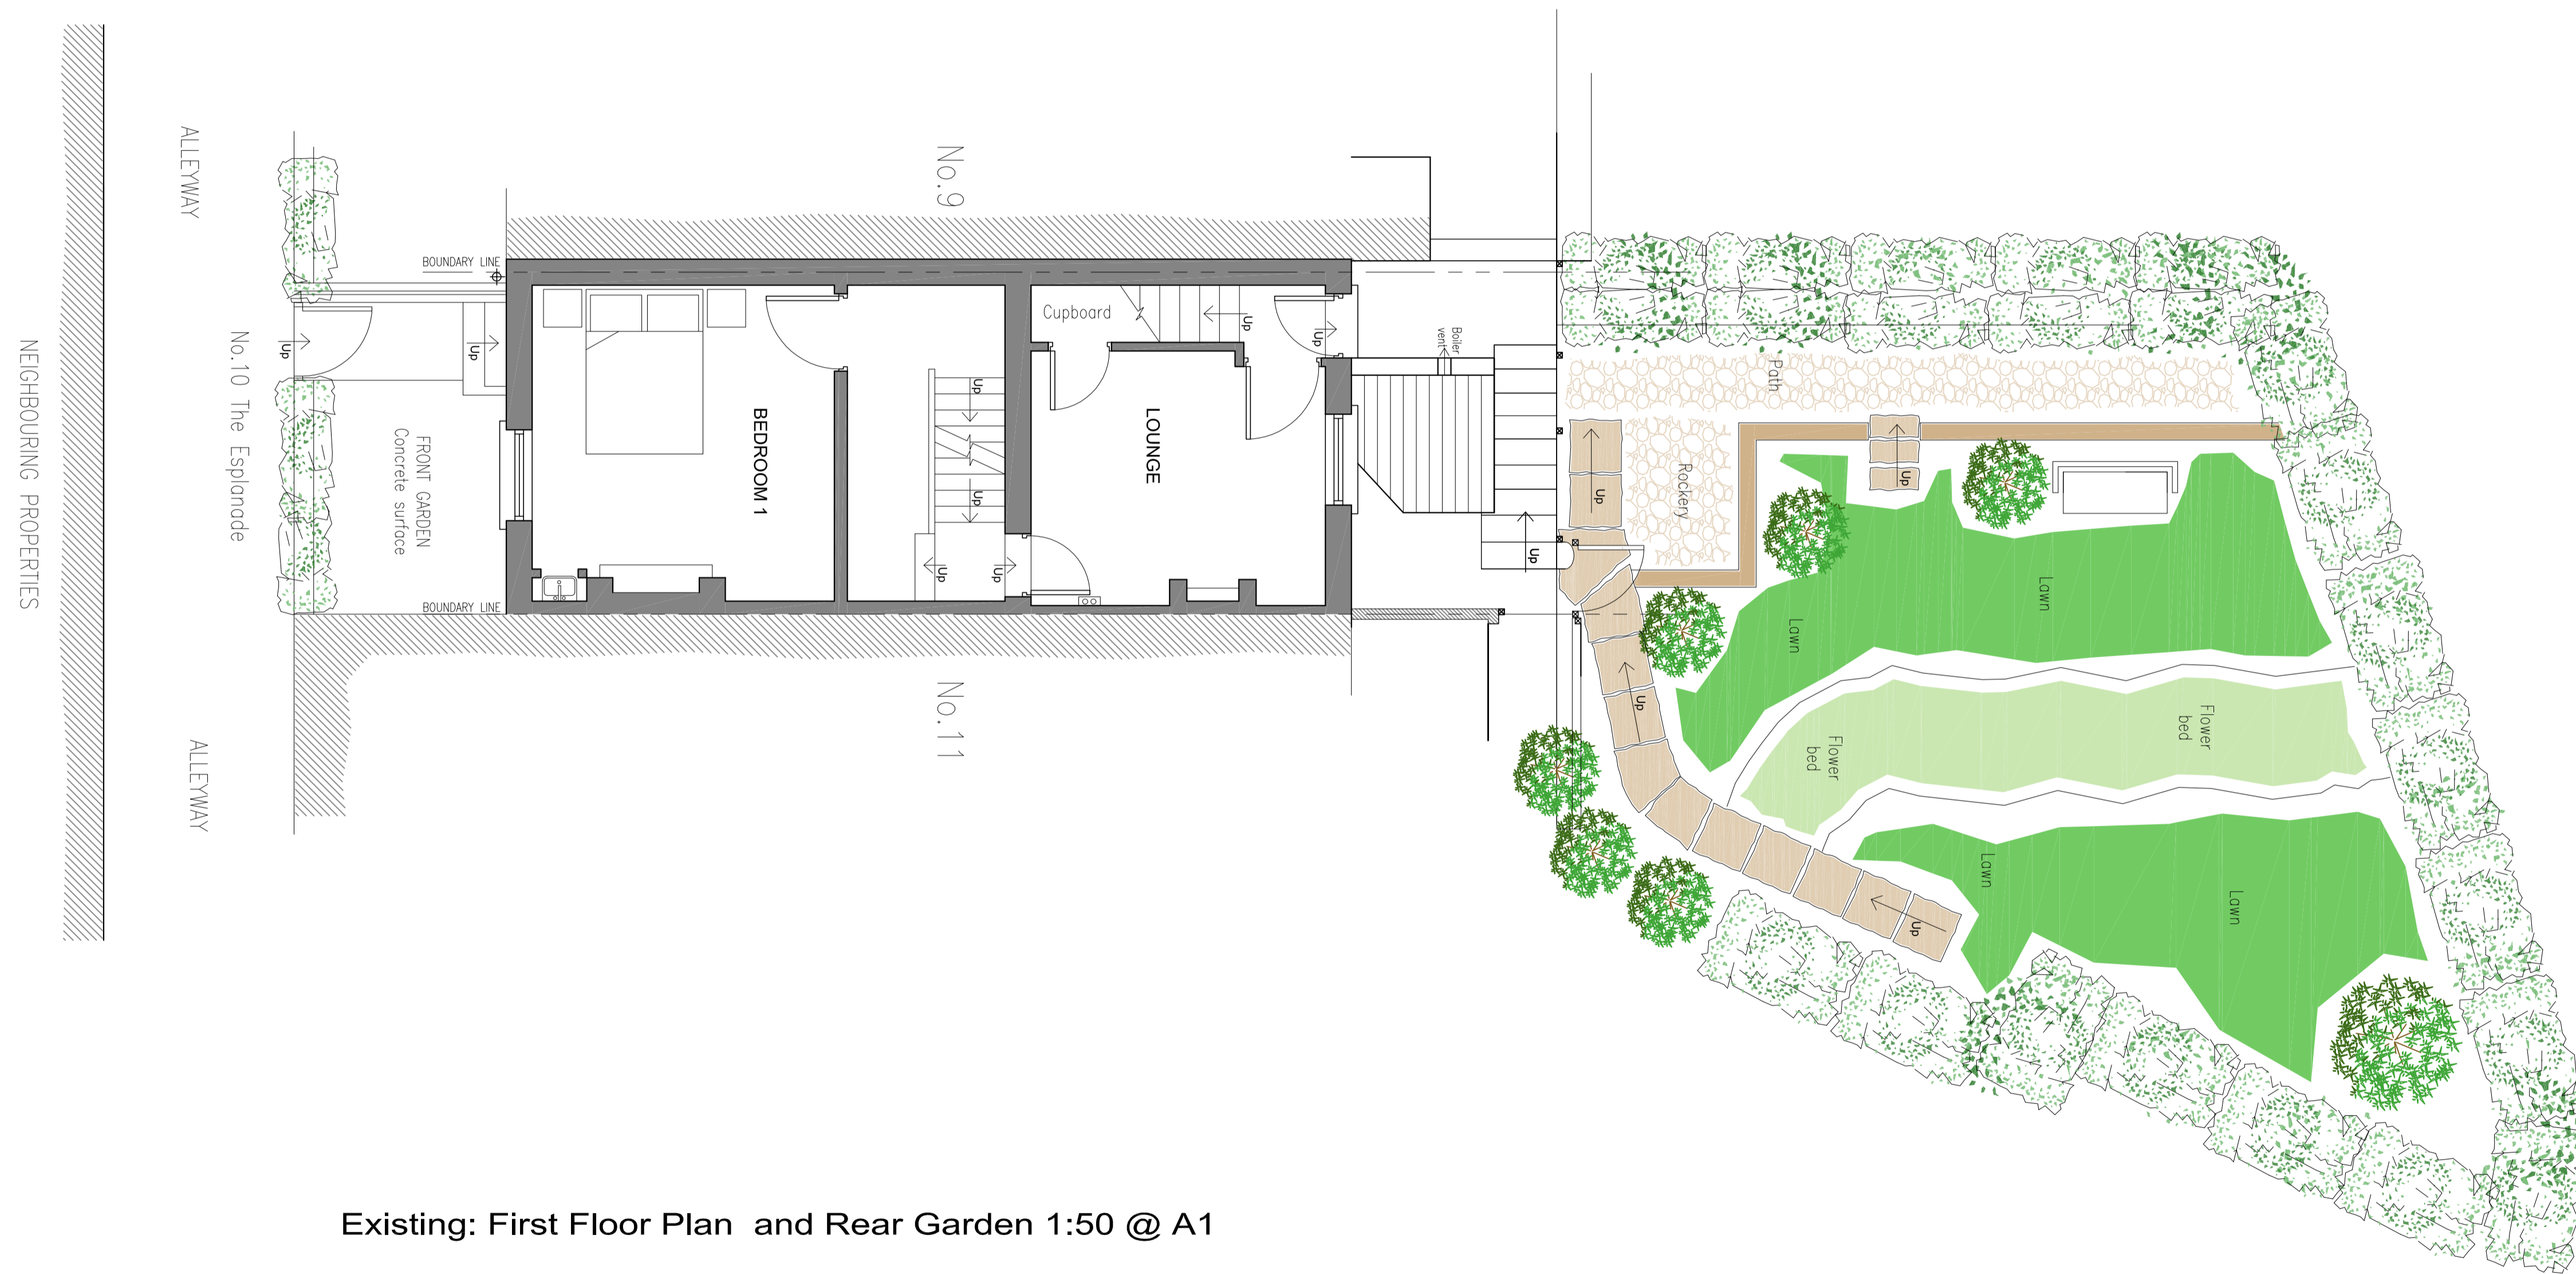 NEIGHBOURING PROPERTIES
ALLEYWAY
No.10 The Esplanade
ALLEYWAY
BOUNDARY LINE
Up
Up
FRONT GARDEN
Concrete surface
BOUNDARY LINE
No.9
BEDROOM 1
Up
Up
Up
Up
No.11
Cupboard
Up
Up
LOUNGE
Boiler
vent
Up
Path
Rockery
Up
Up
Up
Up
Lawn
Lawn
Flower
bed
Flower
bed
Lawn
Lawn
Existing: First Floor Plan and Rear Garden 1:50 @ A1